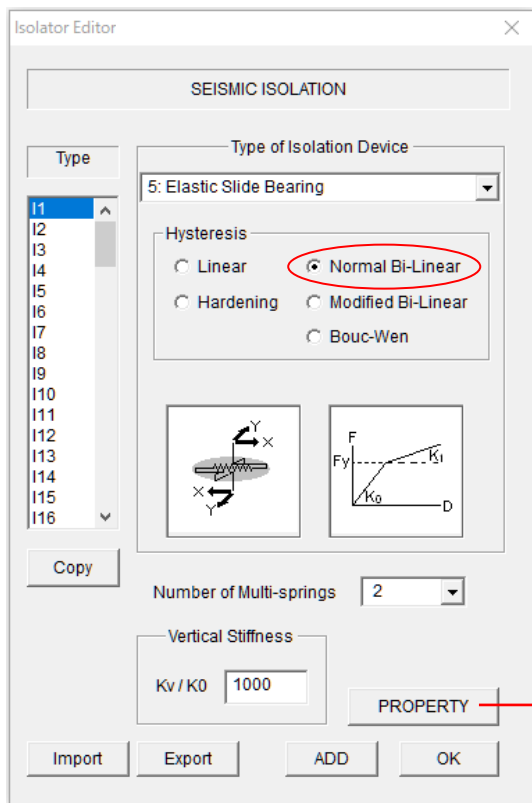 Isolator Editor
SEISMIC ISOLATION
Type
I1
I2
I3
I4
I5
I6
I7
I8
I9
I10
I11
I12
I13
I14
I15
I16
Copy
Type of Isolation Device
5: Elastic Slide Bearing
Hysteresis
Linear
Normal Bi-Linear
Hardening
Modified Bi-Linear
Bouc-Wen
Y
X
X
Y
F
Fy
K1
K0
D
Number of Multi-springs
2
Vertical Stiffness
Kv / K0
1000
PROPERTY
Import
Export
ADD
OK